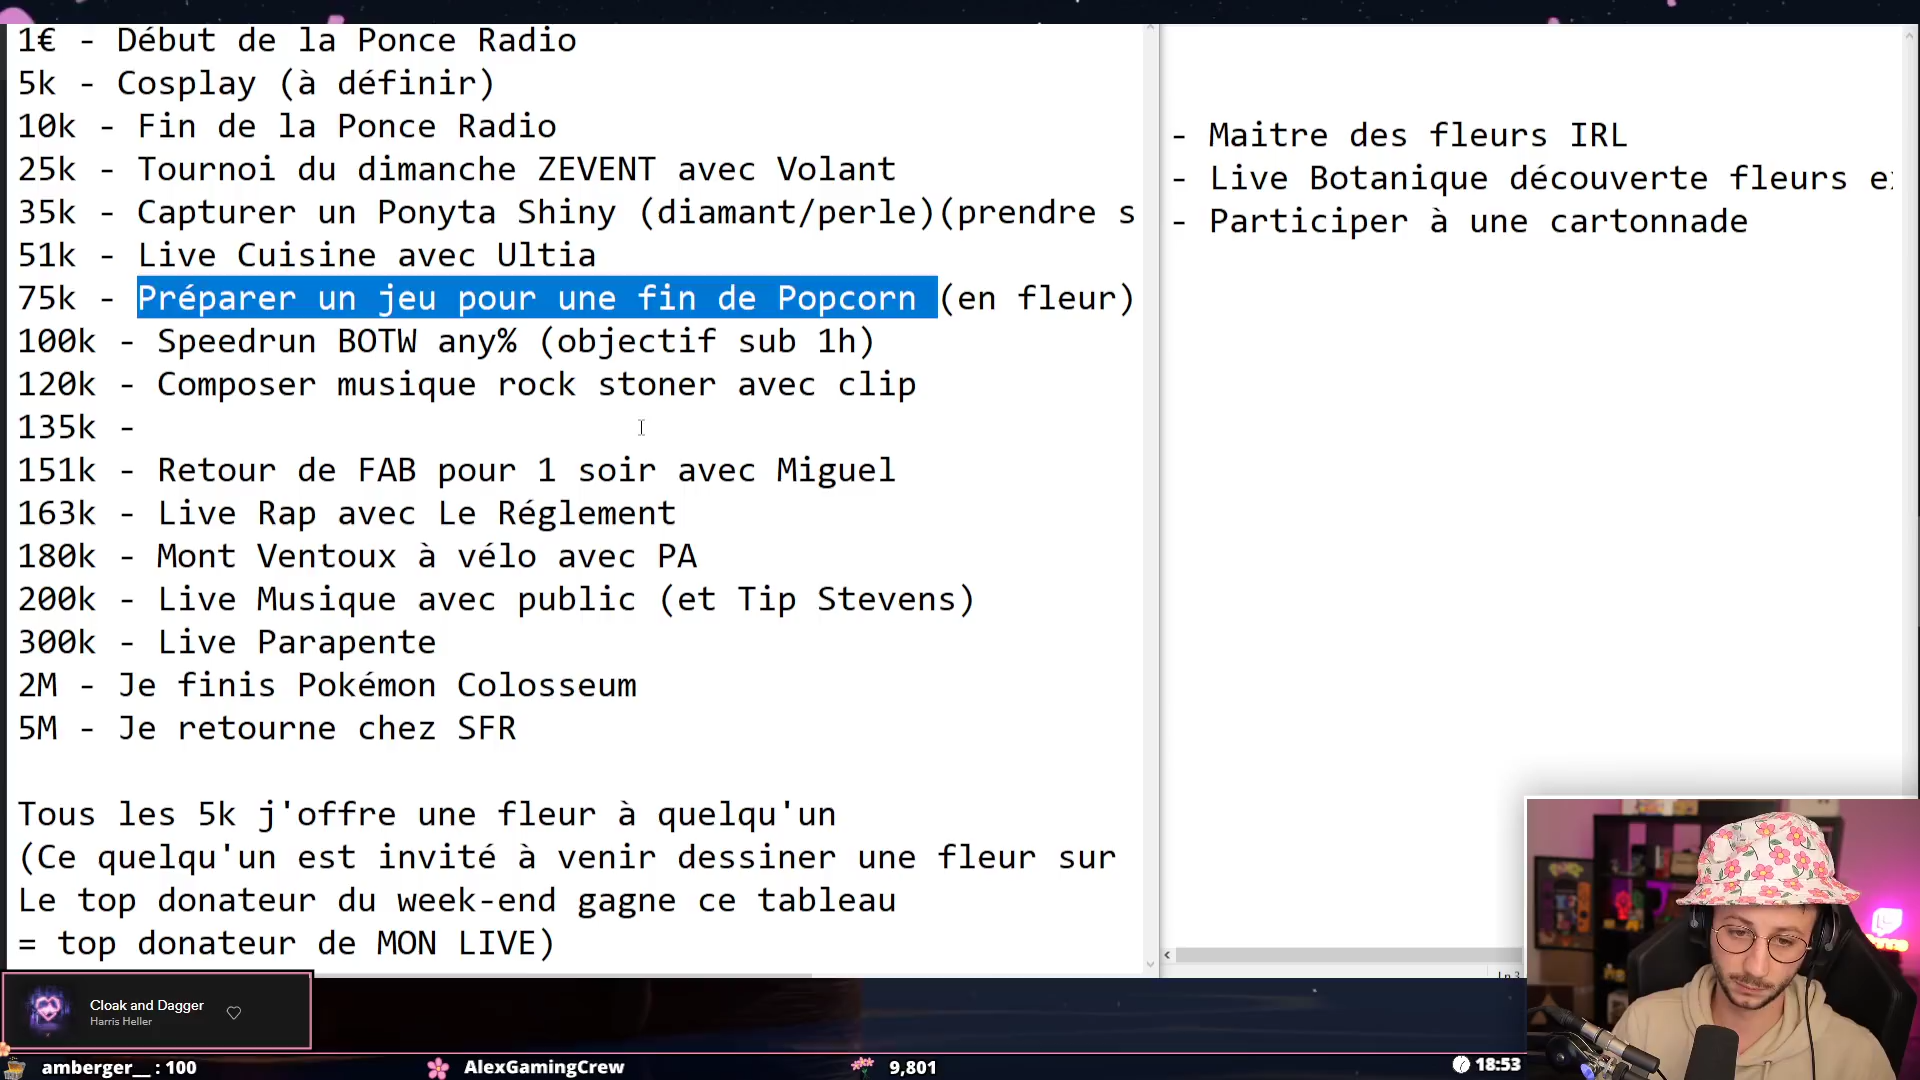 1€ - Début de la Ponce Radio
5k - Cosplay (à définir)
10k - Fin de la Ponce Radio
25k - Tournoi du dimanche ZEVENT avec Volant
35k - Capturer un Ponyta Shiny (diamant/perle)(prendre s
51k - Live Cuisine avec Ultia
75k - Préparer un jeu pour une fin de Popcorn (en fleur)
100k - Speedrun BOTW any% (objectif sub 1h)
120k - Composer musique rock stoner avec clip
135k -
151k - Retour de FAB pour 1 soir avec Miguel
163k - Live Rap avec Le Réglement
180k - Mont Ventoux à vélo avec PA
200k - Live Musique avec public (et Tip Stevens)
300k - Live Parapente
2M - Je finis Pokémon Colosseum
5M - Je retourne chez SFR
Tous les 5k j'offre une fleur à quelqu'un
(Ce quelqu'un est invité à venir dessiner une fleur sur
Le top donateur du week-end gagne ce tableau
= top donateur de MON LIVE)
- Maitre des fleurs IRL
- Live Botanique découverte fleurs e
- Participer à une cartonnade
Cloak and Dagger
Harris Heller
amberger__ : 100
AlexGamingCrew
9,801
18:53